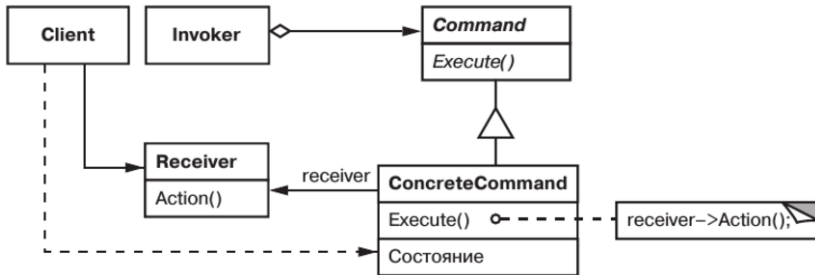 Client
Invoker
Command
Execute()
Receiver
Action()
receiver
ConcreteCommand
Execute()
receiver–>Action();
Состояние